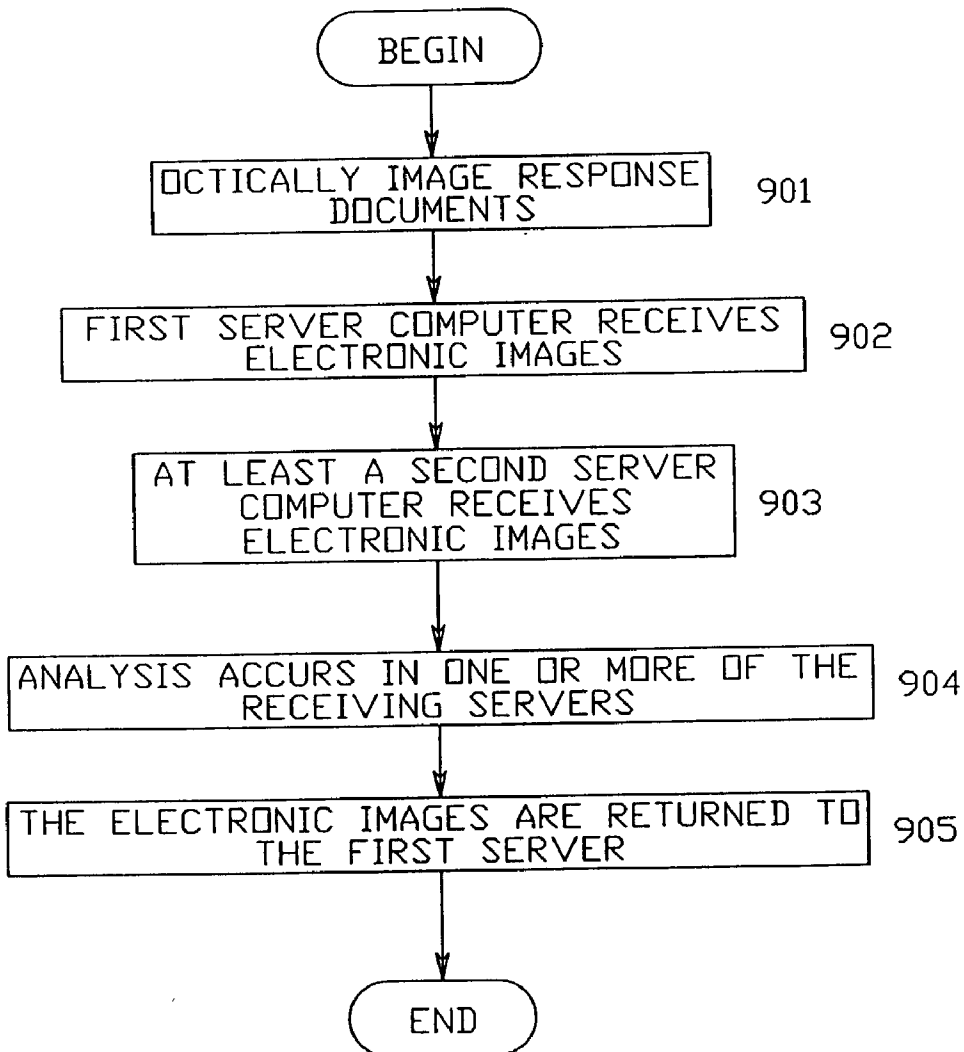 BEGIN
OCTICALLY IMAGE RESPONSE
DOCUMENTS
901
FIRST SERVER COMPUTER RECEIVES
ELECTRONIC IMAGES
902
AT LEAST A SECOND SERVER
COMPUTER RECEIVES
ELECTRONIC IMAGES
903
ANALYSIS ACCURS IN ONE OR MORE OF THE
RECEIVING SERVERS
904
THE ELECTRONIC IMAGES ARE RETURNED TO
THE FIRST SERVER
905
END